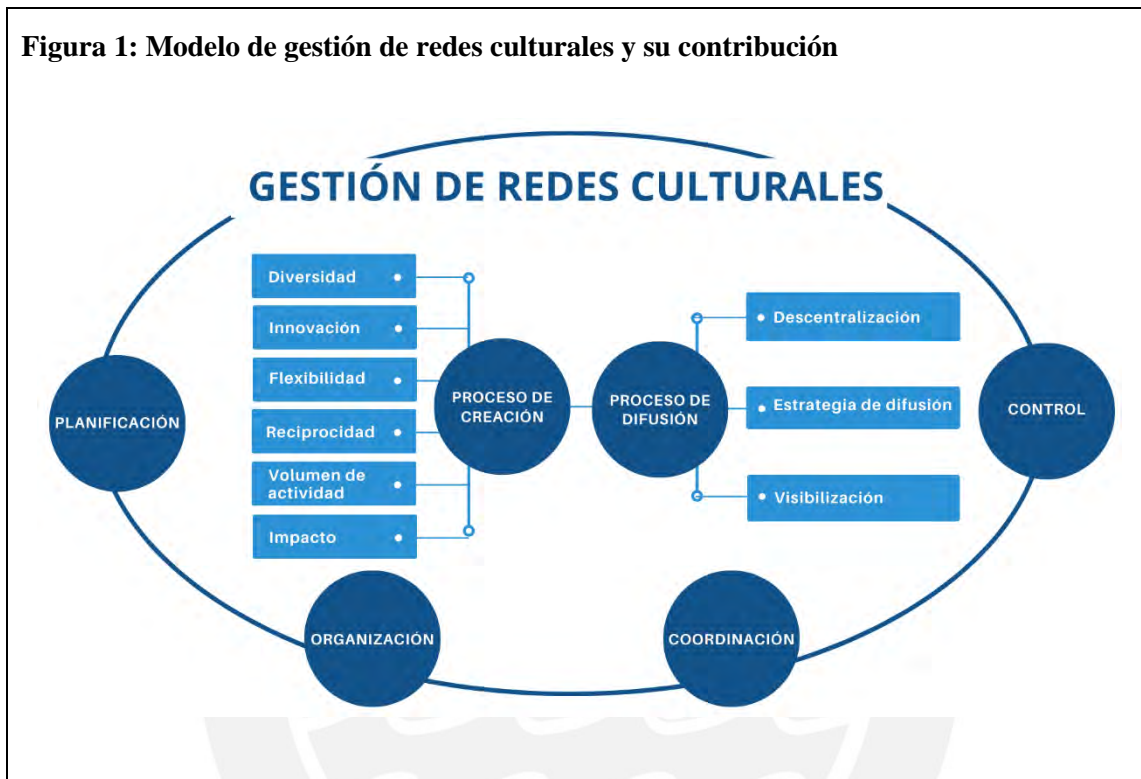 Figura 1: Modelo de gestión de redes culturales y su contribución
GESTIÓN DE REDES CULTURALES
Diversidad
Innovación
Flexibilidad
Reciprocidad
Volumen de
actividad
Impacto
PROCESO DE
CREACIÓN
PROCESO DE
DIFUSIÓN
Descentralización
Estrategia de difusión
Visibilización
PLANIFICACIÓN
ORGANIZACIÓN
COORDINACIÓN
CONTROL